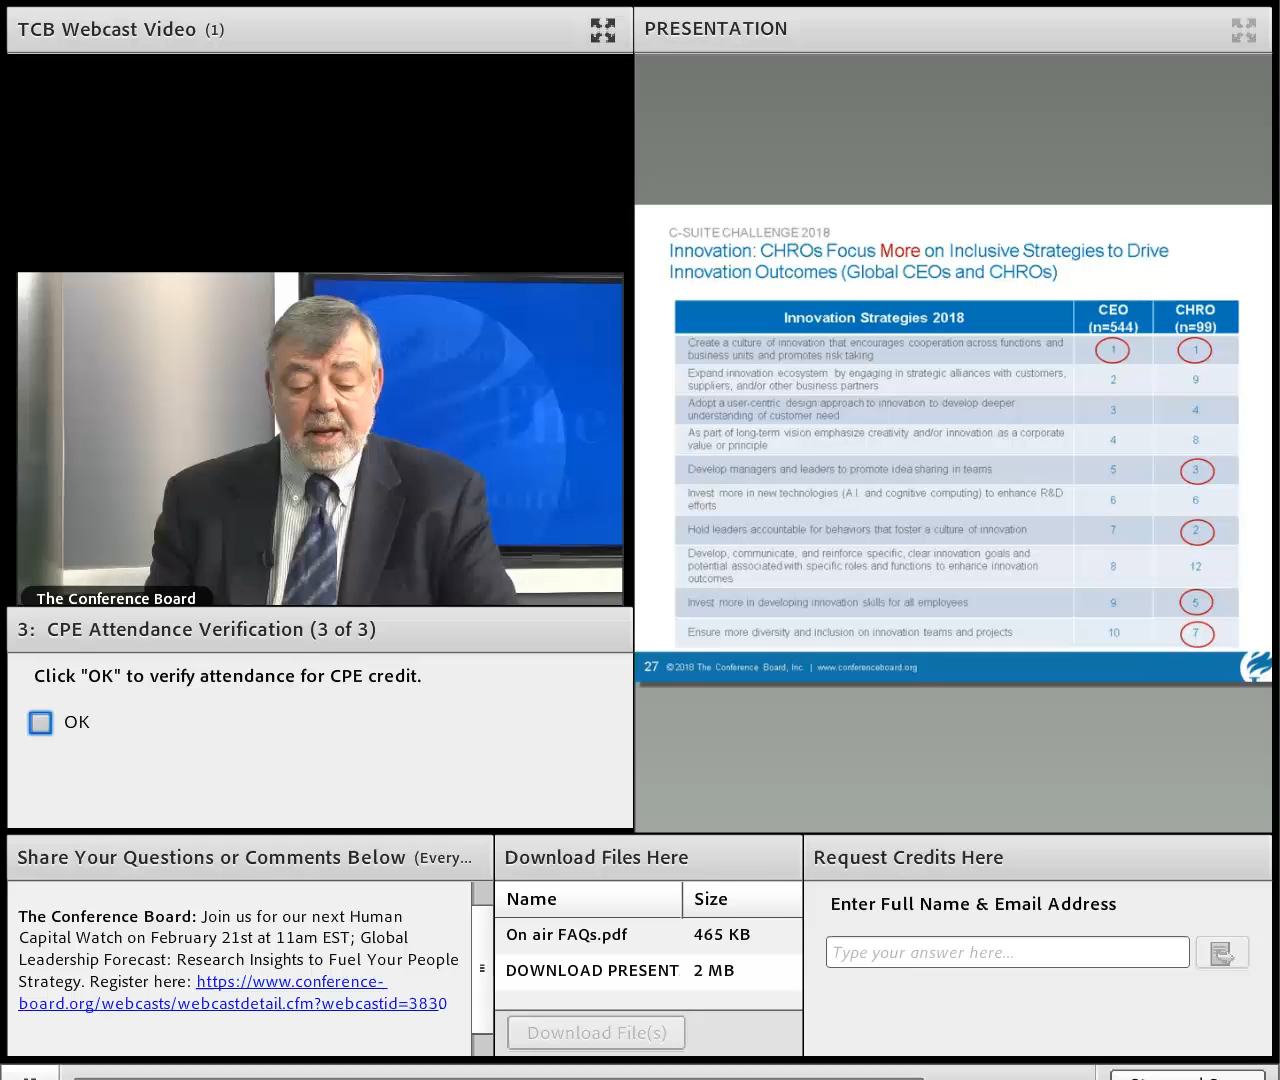 TCB Webcast Video (1)
PRESENTATION
C-SUITE CHALLENGE 2018
Innovation: CHROs Focus More on Inclusive Strategies to Drive
Innovation Outcomes (Global CEOs and CHROs)
Innovation Strategies 2018
CEO
(n=544)
CHRO
(n=99)
Create a culture of innovation that encourages cooperation across functions and
business units and promotes risk taking
1
1
Expand innovation ecosystem by engaging in strategic alliances with customers,
suppliers, and/or other business partners
2
9
Adopt a user-centric design approach to innovation to develop deeper
understanding of customer need
3
4
As part of long-term vision emphasize creativity and/or innovation as a corporate
value or principle
4
8
Develop managers and leaders to promote idea sharing in teams
5
3
Invest more in new technologies (A.I. and cognitive computing) to enhance R&D
efforts
6
6
Hold leaders accountable for behaviors that foster a culture of innovation
7
2
Develop, communicate, and reinforce specific, clear innovation goals and
potential associated with specific roles and functions to enhance innovation
outcomes
8
12
Invest more in developing innovation skills for all employees
9
5
Ensure more diversity and inclusion on innovation teams and projects
10
7
27 © 2018 The Conference Board, Inc. | www.conferenceboard.org
The
The Conference Board
3: CPE Attendance Verification (3 of 3)
Click "OK" to verify attendance for CPE credit.
OK
Share Your Questions or Comments Below (Every...
The Conference Board: Join us for our next Human
Capital Watch on February 21st at 11am EST; Global
Leadership Forecast: Research Insights to Fuel Your People
Strategy. Register here: https://www.conference-
board.org/webcasts/webcastdetail.cfm?webcastid=3830
Download Files Here
Name
Size
On air FAQs.pdf
465 KB
DOWNLOAD PRESENT
2 MB
Download File(s)
Request Credits Here
Enter Full Name & Email Address
Type your answer here...